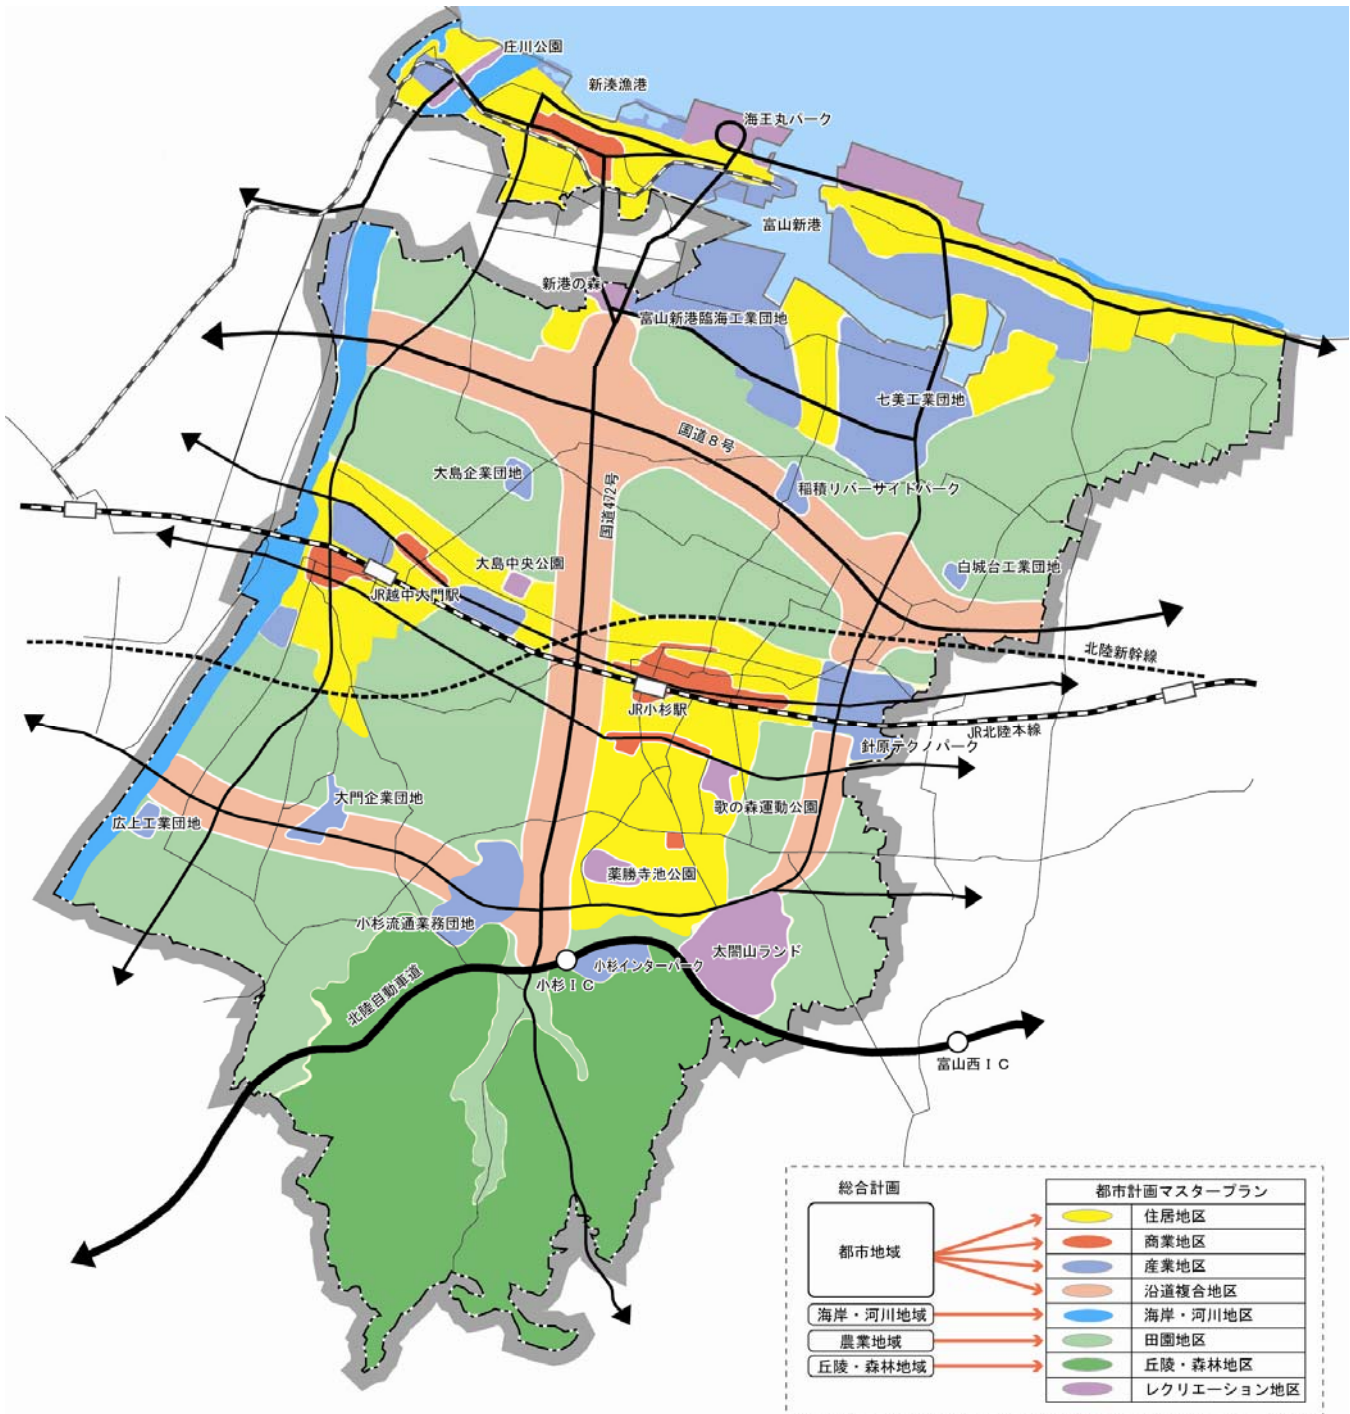 庄川公園
新湊漁港
海王丸パーク
富山新港
新港の森
富山新港臨海工業団地
七美工業団地
国道８号
大島企業団地
国道472号
稲積リバーサイドパーク
大島中央公園
白城台工業団地
JR越中大門駅
北陸新幹線
JR小杉駅
JR北陸本線
針原テクノパーク
大門企業団地
歌の森運動公園
広上工業団地
薬勝寺池公園
小杉流通業務団地
太閤山ランド
小杉インターパーク
小杉ＩＣ
北陸自動車道
富山西ＩＣ
総合計画
都市計画マスタープラン
住居地区
商業地区
都市地域
産業地区
沿道複合地区
海岸・河川地域
海岸・河川地区
農業地域
田園地区
丘陵・森林地域
丘陵・森林地区
レクリエーション地区